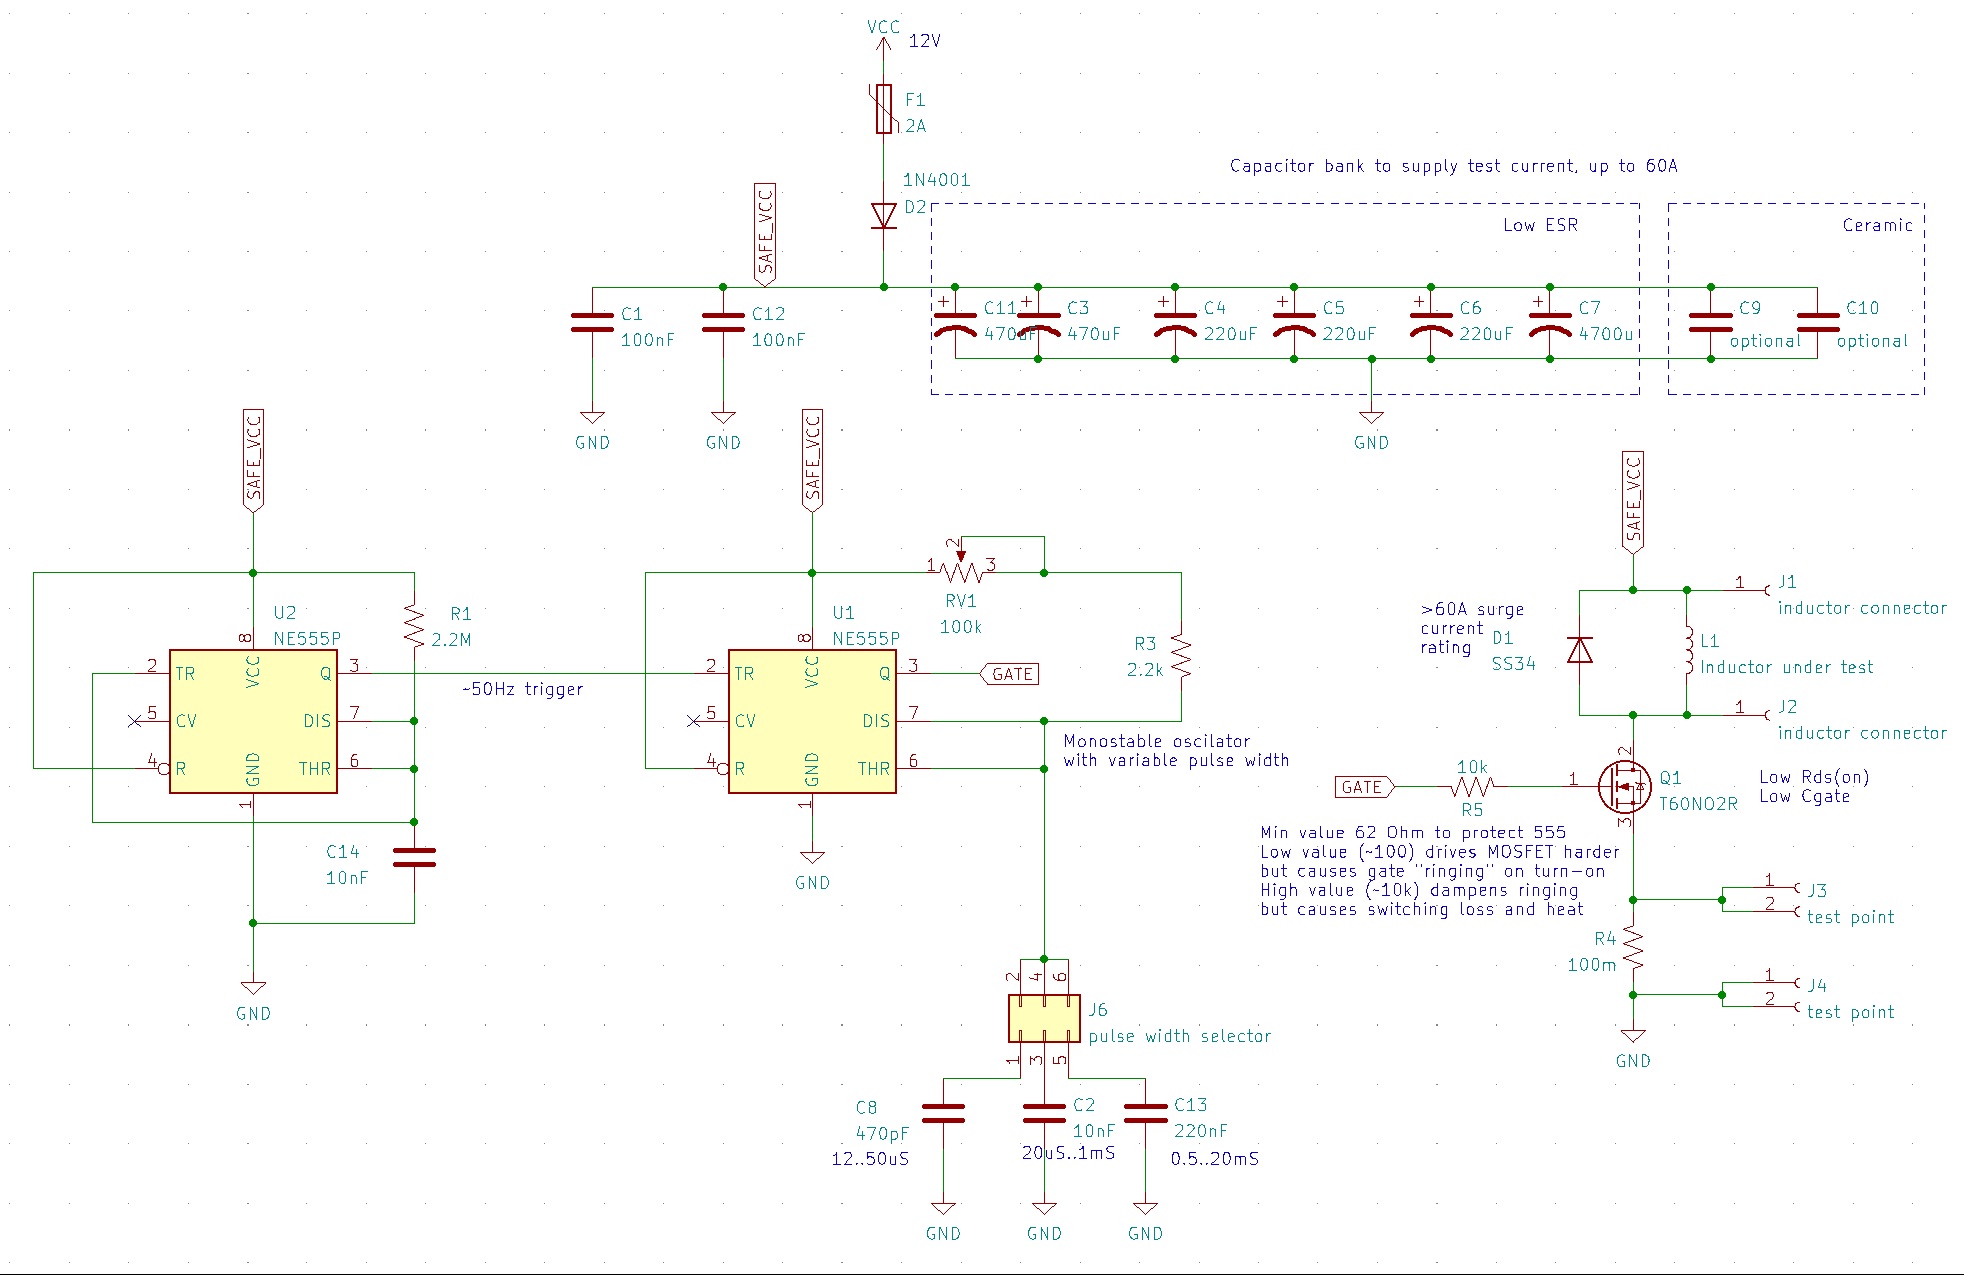 VCC
12V
F1
2A
1N4001
D2
SAFE_VCC
Capacitor bank to supply test current, up to 60A
Low ESR
Ceramic
C1
100nF
C12
100nF
+
C11
470uF
+
C3
470uF
+
C4
220uF
+
C5
220uF
+
C6
220uF
+
C7
4700u
C9
optional
C10
optional
GND
GND
GND
SAFE_VCC
U2
NE555P
R1
2.2M
8
VCC
2
TR
Q
3
5
CV
DIS
7
4
R
GND
THR
6
1
C14
10nF
GND
~50Hz trigger
SAFE_VCC
U1
NE555P
8
VCC
2
TR
Q
3
5
CV
DIS
7
4
R
GND
THR
6
1
GND
1
2
3
RV1
100k
R3
2.2k
GATE
Monostable oscilator
with variable pulse width
2
4
6
J6
pulse width selector
1
3
5
C8
470pF
12..50uS
C2
10nF
20uS..1mS
C13
220nF
0.5..20mS
GND
GND
GND
SAFE_VCC
>60A surge
current
rating
D1
SS34
L1
Inductor under test
1
J1
inductor connector
1
J2
inductor connector
GATE
10k
R5
1
2
3
Q1
T60NO2R
Low Rds(on)
Low Cgate
Min value 62 Ohm to protect 555
Low value (~100) drives MOSFET harder
but causes gate "ringing" on turn-on
High value (~10k) dampens ringing
but causes switching loss and heat
R4
100m
1
2
J3
test point
1
2
J4
test point
GND